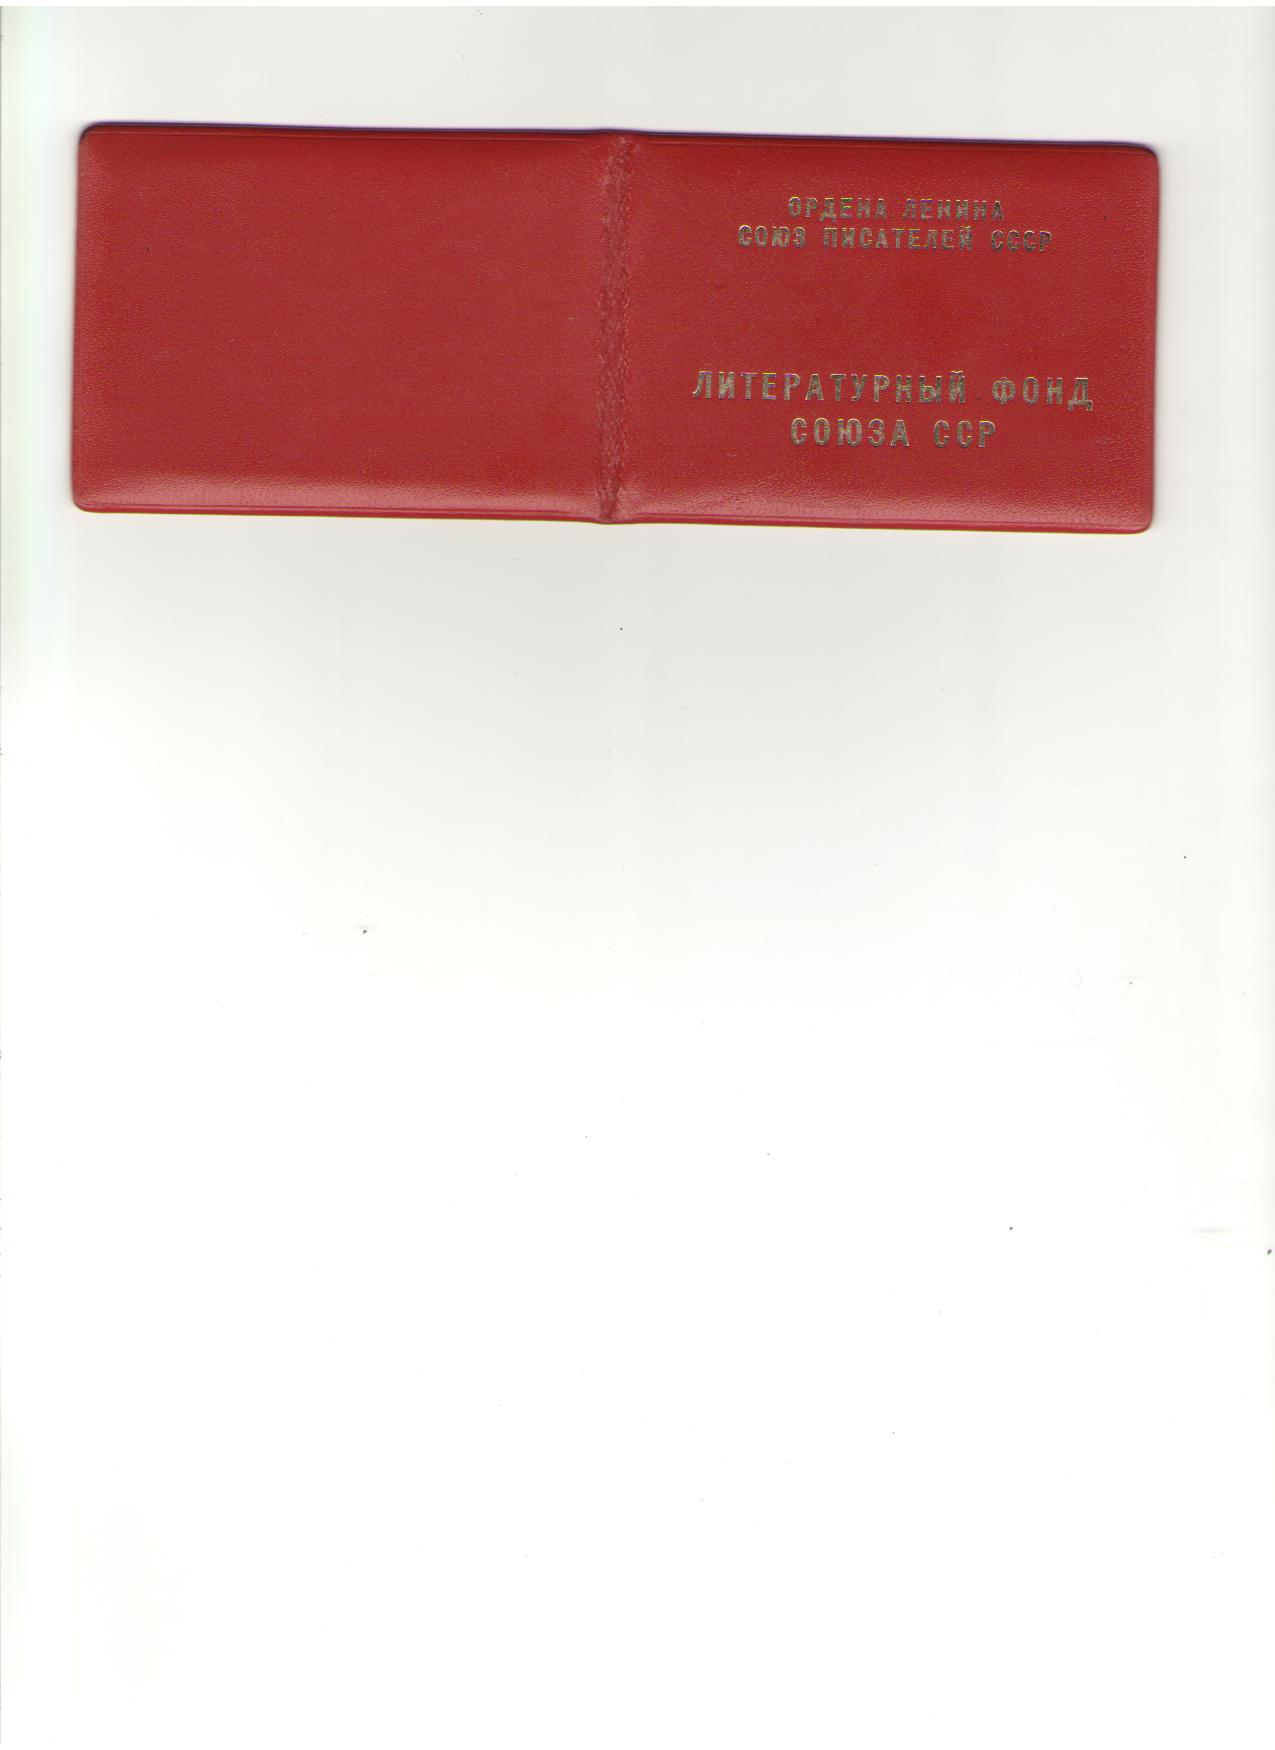 ОРДЕНА ЛЕНИНА
СОЮЗ ПИСАТЕЛЕЙ СССР
ЛИТЕРАТУРНЫЙ ФОНД
СОЮЗА ССР